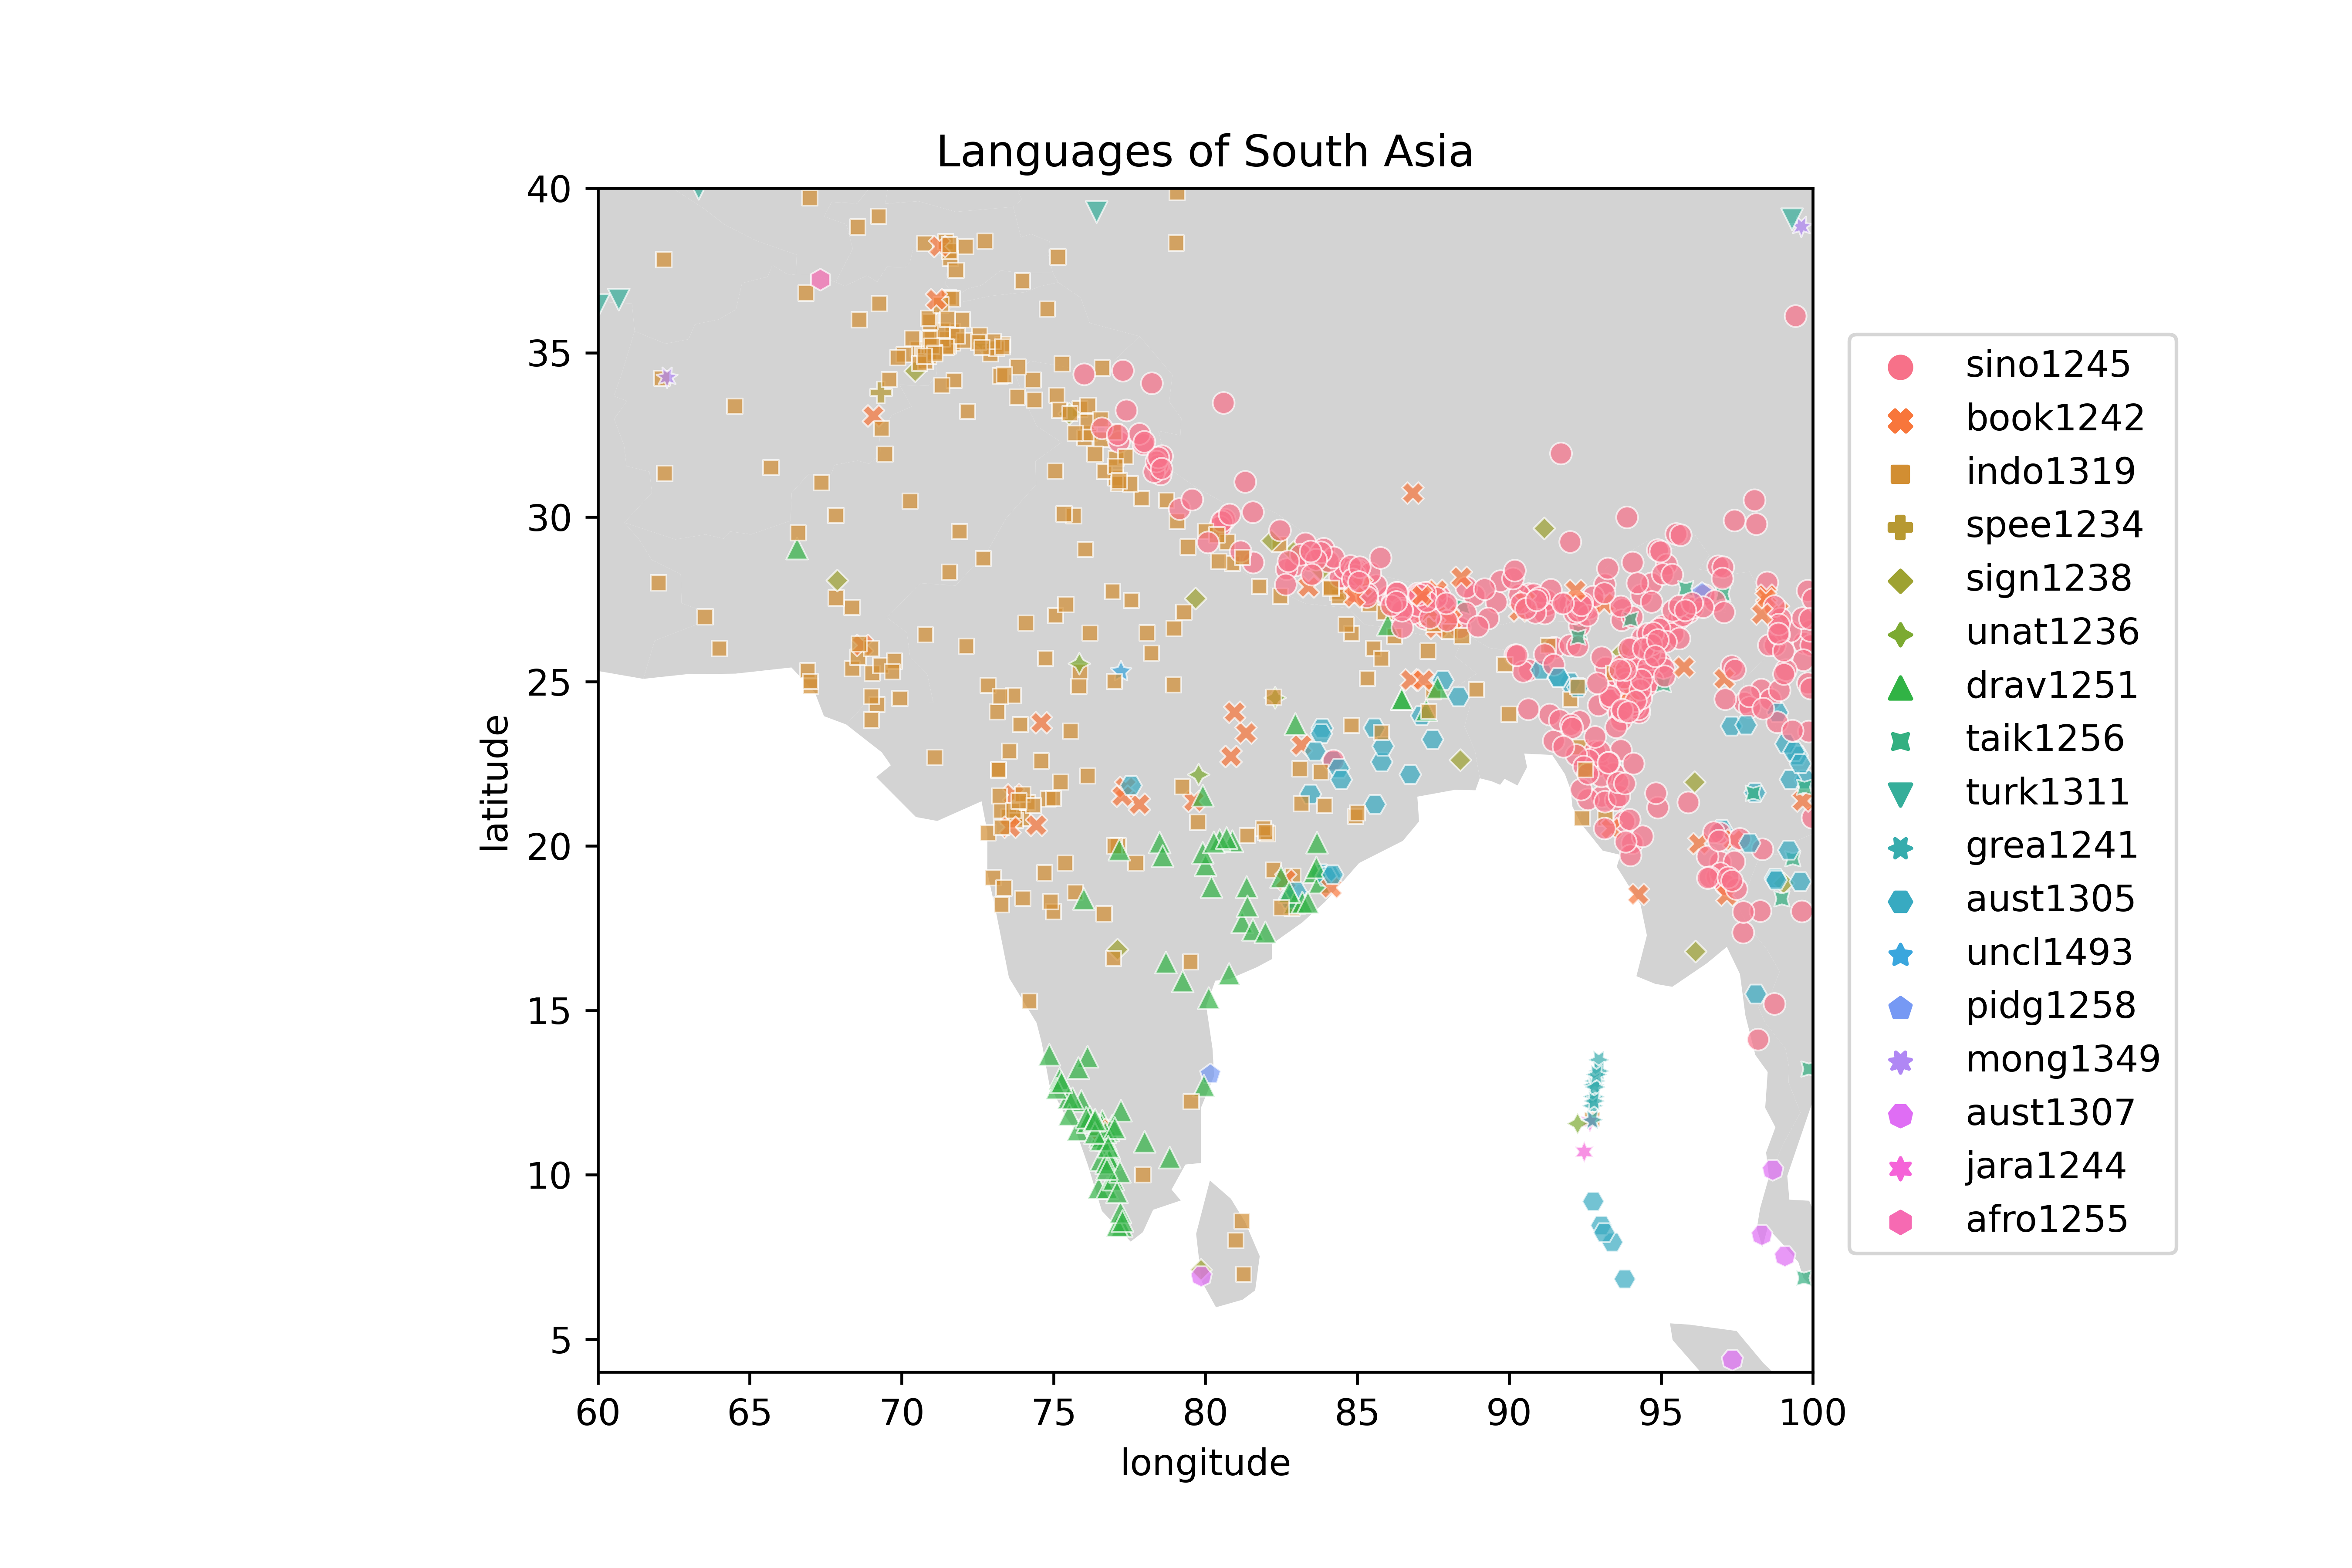 Languages of South Asia
40
35
30
25
20
15
10
5
latitude
60 65 70 75 80 85 90 95 100
longitude
sino1245
book1242
indo1319
spee1234
sign1238
unat1236
drav1251
taik1256
turk1311
grea1241
aust1305
uncl1493
pidg1258
mong1349
aust1307
jara1244
afro1255